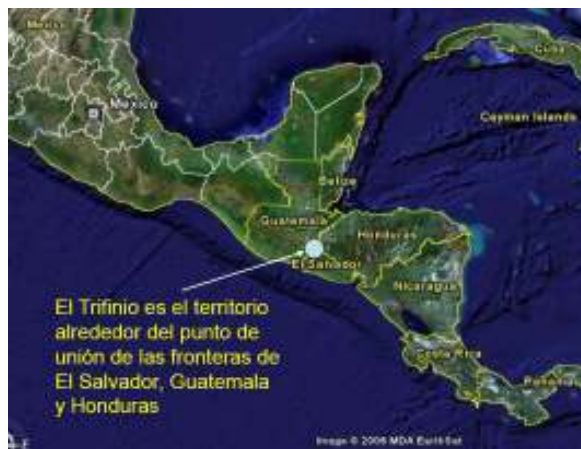 Mexico
Mexico
Cuba
Cayman Islands
Belize
Guatemala
Honduras
El Salvador
Nicaragua
El Trifinio es el territorio
alrededor del punto de
unión de las fronteras de
El Salvador, Guatemala
y Honduras
Costa Rica
Panama
Image © 2006 MDA EarthSat